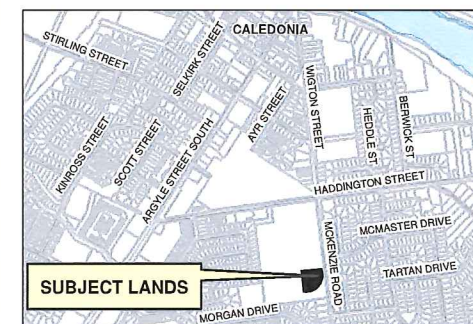 CALEDONIA
STIRLING STREET
SELKIRK STREET
WIGTON STREET
BERWICK ST.
HEDDLE ST.
AYR STREET
KINROSS STREET
SCOTT STREET
ARGYLE STREET SOUTH
HADDINGTON STREET
MCKENZIE ROAD
MCMASTER DRIVE
TARTAN DRIVE
SUBJECT LANDS
MORGAN DRIVE